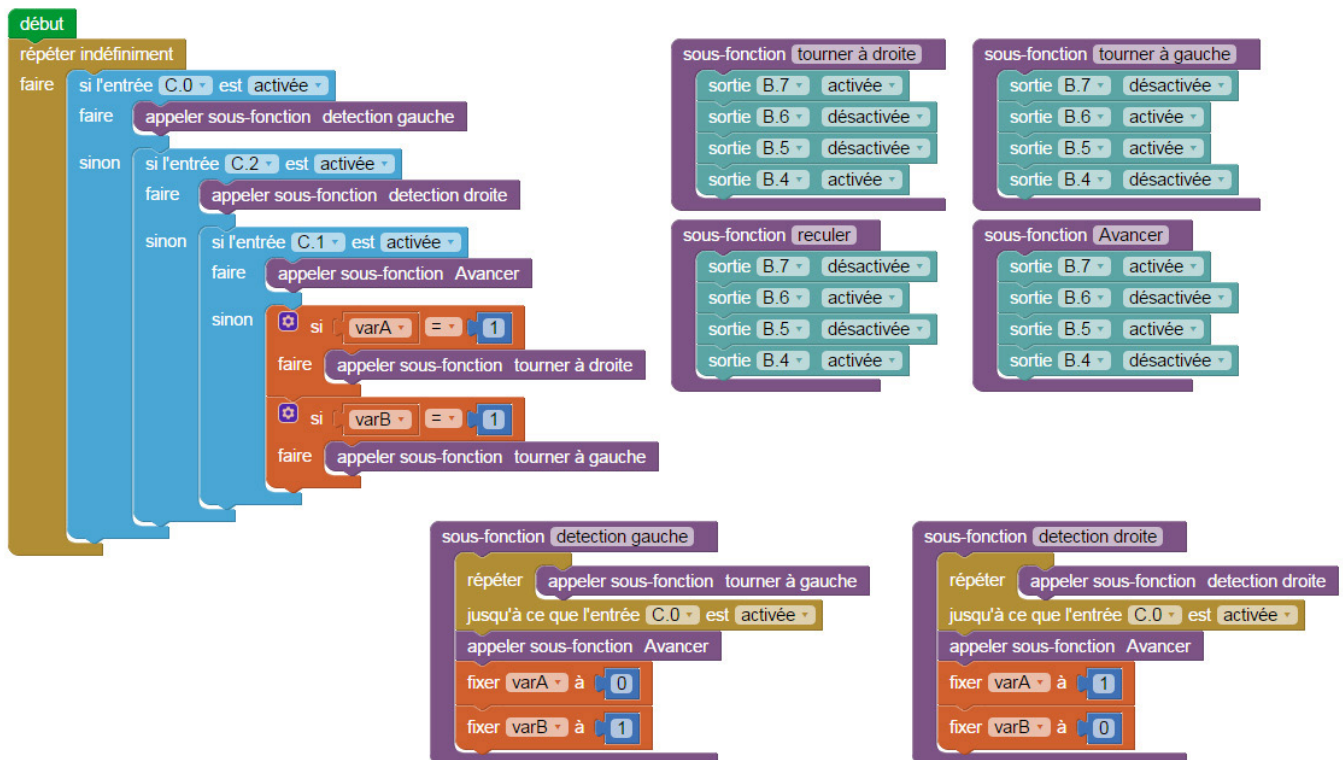 début
répéter indéfiniment
faire si l'entrée C.0 est activée
faire appeler sous-fonction detection gauche
sinon si l'entrée C.2 est activée
faire appeler sous-fonction detection droite
sinon si l'entrée C.1 est activée
faire appeler sous-fonction Avancer
sinon si varA = 1
faire appeler sous-fonction tourner à droite
si varB = 1
faire appeler sous-fonction tourner à gauche
sous-fonction tourner à droite
sortie B.7 activée
sortie B.6 désactivée
sortie B.5 désactivée
sortie B.4 activée
sous-fonction tourner à gauche
sortie B.7 désactivée
sortie B.6 activée
sortie B.5 activée
sortie B.4 désactivée
sous-fonction reculer
sortie B.7 désactivée
sortie B.6 activée
sortie B.5 désactivée
sortie B.4 activée
sous-fonction Avancer
sortie B.7 activée
sortie B.6 désactivée
sortie B.5 activée
sortie B.4 désactivée
sous-fonction detection gauche
répéter appeler sous-fonction tourner à gauche
jusqu'à ce que l'entrée C.0 est activée
appeler sous-fonction Avancer
fixer varA à 0
fixer varB à 1
sous-fonction detection droite
répéter appeler sous-fonction detection droite
jusqu'à ce que l'entrée C.0 est activée
appeler sous-fonction Avancer
fixer varA à 1
fixer varB à 0